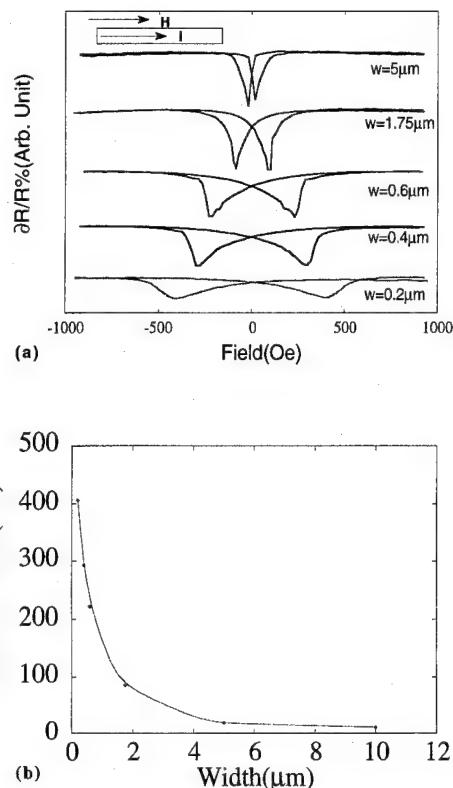 H
I
w=5μm
w=1.75μm
w=0.6μm
w=0.4μm
w=0.2μm
∂R/R%(Arb. Unit)
-1000 -500 0 500 1000
(a)
Field(Oe)
500
400
300
200
100
0
0 2 4 6 8 10 12
(b)
Width(μm)